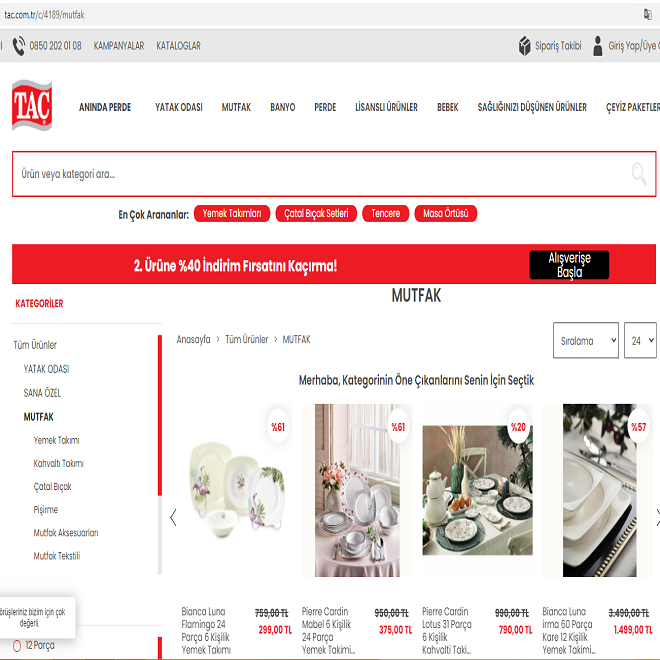 tac.com.tr/c/4189/mutfak
0850 202 01 08 KAMPANYALAR KATALOGLAR Sipariş Takibi Giriş Yap/Üye
TAÇ
ANINDA PERDE YATAK ODASI MUTFAK BANYO PERDE LİSANSLI ÜRÜNLER BEBEK SAĞLIĞINIZI DÜŞÜNEN ÜRÜNLER ÇEYİZ PAKETLER
Ürün veya kategori ara...
En Çok Arananlar: Yemek Takımları Çatal Bıçak Setleri Tencere Masa Örtüsü
2. Ürüne %40 İndirim Fırsatını Kaçırma! Alışverişe
Başla
MUTFAK
KATEGORİLER
Tüm Ürünler
YATAK ODASI
SANA ÖZEL
MUTFAK
Yemek Takımı
Kahvaltı Takımı
Çatal Bıçak
Pişirme
Mutfak Aksesuarları
Mutfak Tekstili
örüşleriniz bizim için çok
değerli.
12 Parça
Anasayfa > Tüm Ürünler > MUTFAK
Sıralama 24
Merhaba, Kategorinin Öne Çıkanlarını Senin İçin Seçtik
%61 %61 %20 %57
Bianca Luna
Flamingo 24
Parça 6 Kişilik
Yemek Takımı
759,00 TL
299,00 TL
Pierre Cardin
Mabel 6 Kişilik
24 Parça
Yemek Takimi...
950,00 TL
375,00 TL
Pierre Cardin
Lotus 31 Parça
6 Kişilik
Kahvalti Taki...
990,00 TL
790,00 TL
Bianca Luna
irma 60 Parça
Kare 12 Kişilik
Yemek Takimi...
3.490,00 TL
1.499,00 TL